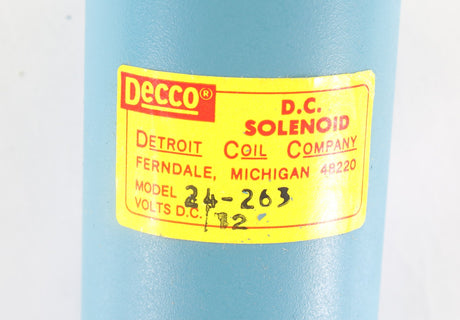 Decco®
D.C.
SOLENOID
DETROIT COIL COMPANY
FERNDALE, MICHIGAN 48220
MODEL 24-263
VOLTS D.C. 12